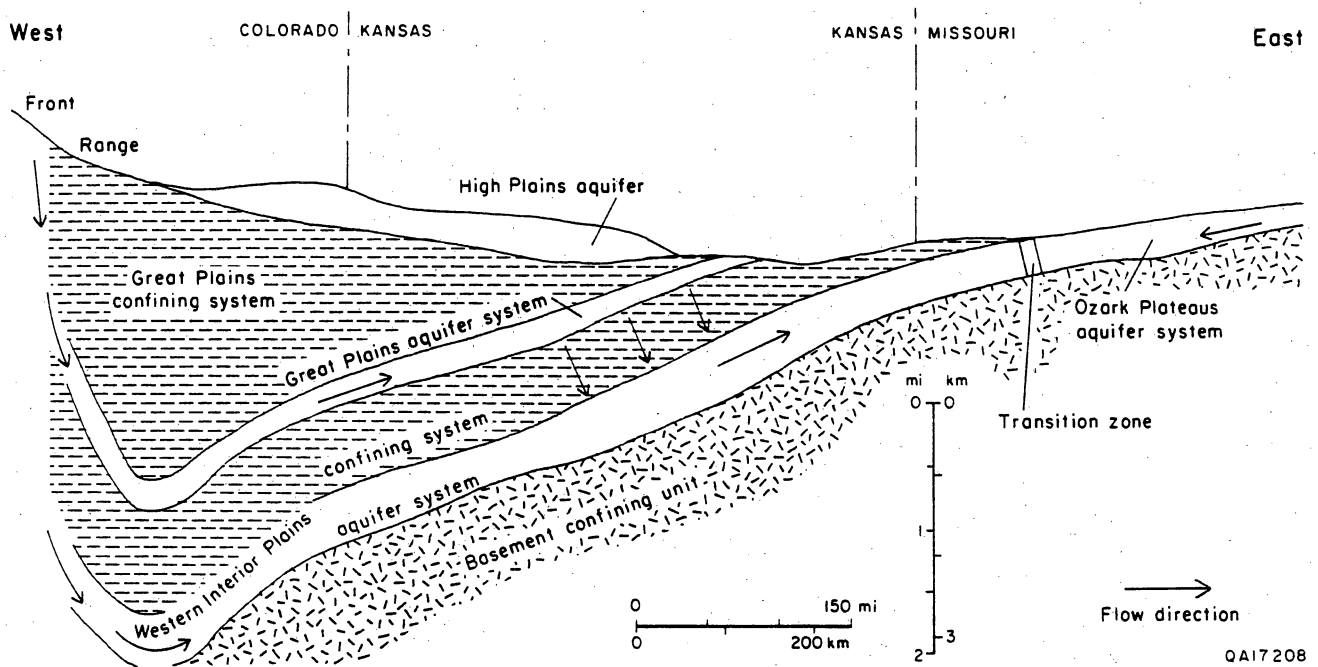 West
COLORADO
KANSAS
KANSAS
MISSOURI
East
Front
Range
High Plains aquifer
Great Plains
confining system
Great Plains aquifer system
Ozark Plateaus
aquifer system
mi km
0 0
Transition zone
Western Interior Plains
confining system
aquifer system
Basement confining unit
1
0 150 mi
0 200 km
2 3
Flow direction
QA17208